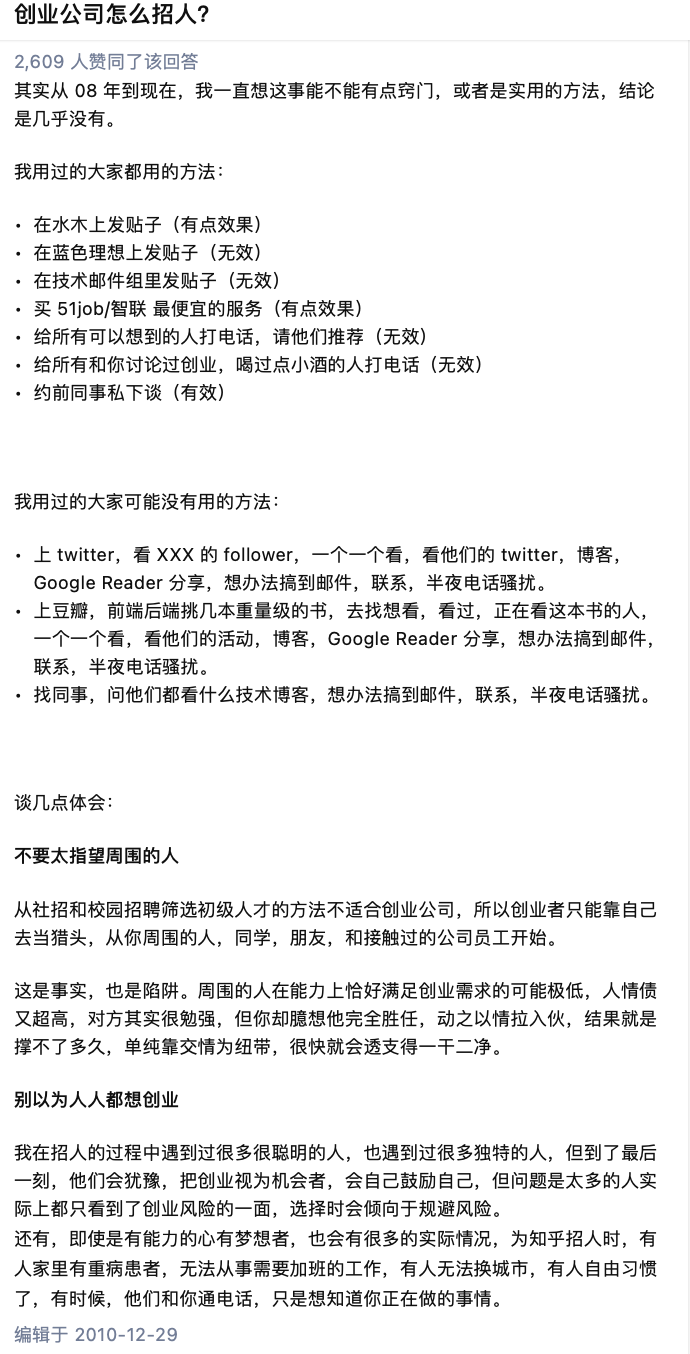 创业公司怎么招人?
2,609 人赞同了该回答
其实从 08 年到现在，我一直想这事能不能有点窍门，或者是实用的方法，结论
是几乎没有。
我用过的大家都用的方法：
• 在水木上发贴子（有点效果）
• 在蓝色理想上发贴子（无效）
• 在技术邮件组里发贴子（无效）
• 买 51job/智联 最便宜的服务（有点效果）
• 给所有可以想到的人打电话，请他们推荐（无效）
• 给所有和你讨论过创业，喝过点小酒的人打电话（无效）
• 约前同事私下谈（有效）
我用过的大家可能没有用的方法：
• 上 twitter，看 XXX 的 follower，一个一个看，看他们的 twitter，博客，
Google Reader 分享，想办法搞到邮件，联系，半夜电话骚扰。
• 上豆瓣，前端后端挑几本重量级的书，去找想看，看过，正在看这本书的人，
一个一个看，看他们的活动，博客，Google Reader 分享，想办法搞到邮件，
联系，半夜电话骚扰。
• 找同事，问他们都看什么技术博客，想办法搞到邮件，联系，半夜电话骚扰。
谈几点体会：
不要太指望周围的人
从社招和校园招聘筛选初级人才的方法不适合创业公司，所以创业者只能靠自己
去当猎头，从你周围的人，同学，朋友，和接触过的公司员工开始。
这是事实，也是陷阱。周围的人在能力上恰好满足创业需求的可能极低，人情债
又超高，对方其实很勉强，但你却臆想他完全胜任，动之以情拉入伙，结果就是
撑不了多久，单纯靠交情为纽带，很快就会透支得一干二净。
别以为人人都想创业
我在招人的过程中遇到过很多很聪明的人，也遇到过很多独特的人，但到了最后
一刻，他们会犹豫，把创业视为机会者，会自己鼓励自己，但问题是太多的人实
际上都只看到了创业风险的一面，选择时会倾向于规避风险。
还有，即使是有能力的心有梦想者，也会有很多的实际情况，为知乎招人时，有
人家里有重病患者，无法从事需要加班的工作，有人无法换城市，有人自由习惯
了，有时候，他们和你通电话，只是想知道你正在做的事情。
编辑于 2010-12-29